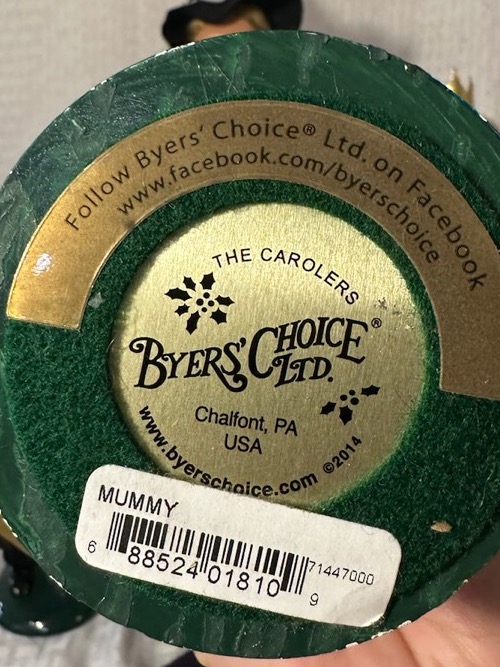 Follow Byers' Choice® Ltd. on Facebook
www.facebook.com/byerschoice
THE CAROLERS
BYERS' CHOICE®
LTD.
Chalfont, PA
USA
www.byerschoice.com ©2014
MUMMY
71447000
6 88524 01810 9